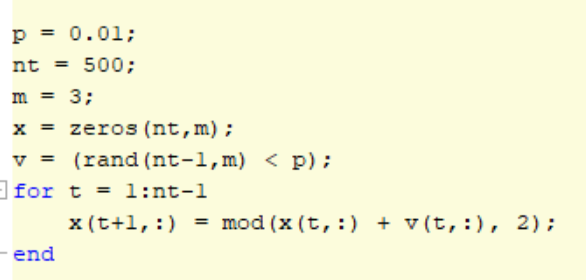 p = 0.01;
nt = 500;
m = 3;
x = zeros(nt,m);
v = (rand(nt-1,m) < p);
for t = 1:nt-1
    x(t+1,:) = mod(x(t,:) + v(t,:), 2);
end